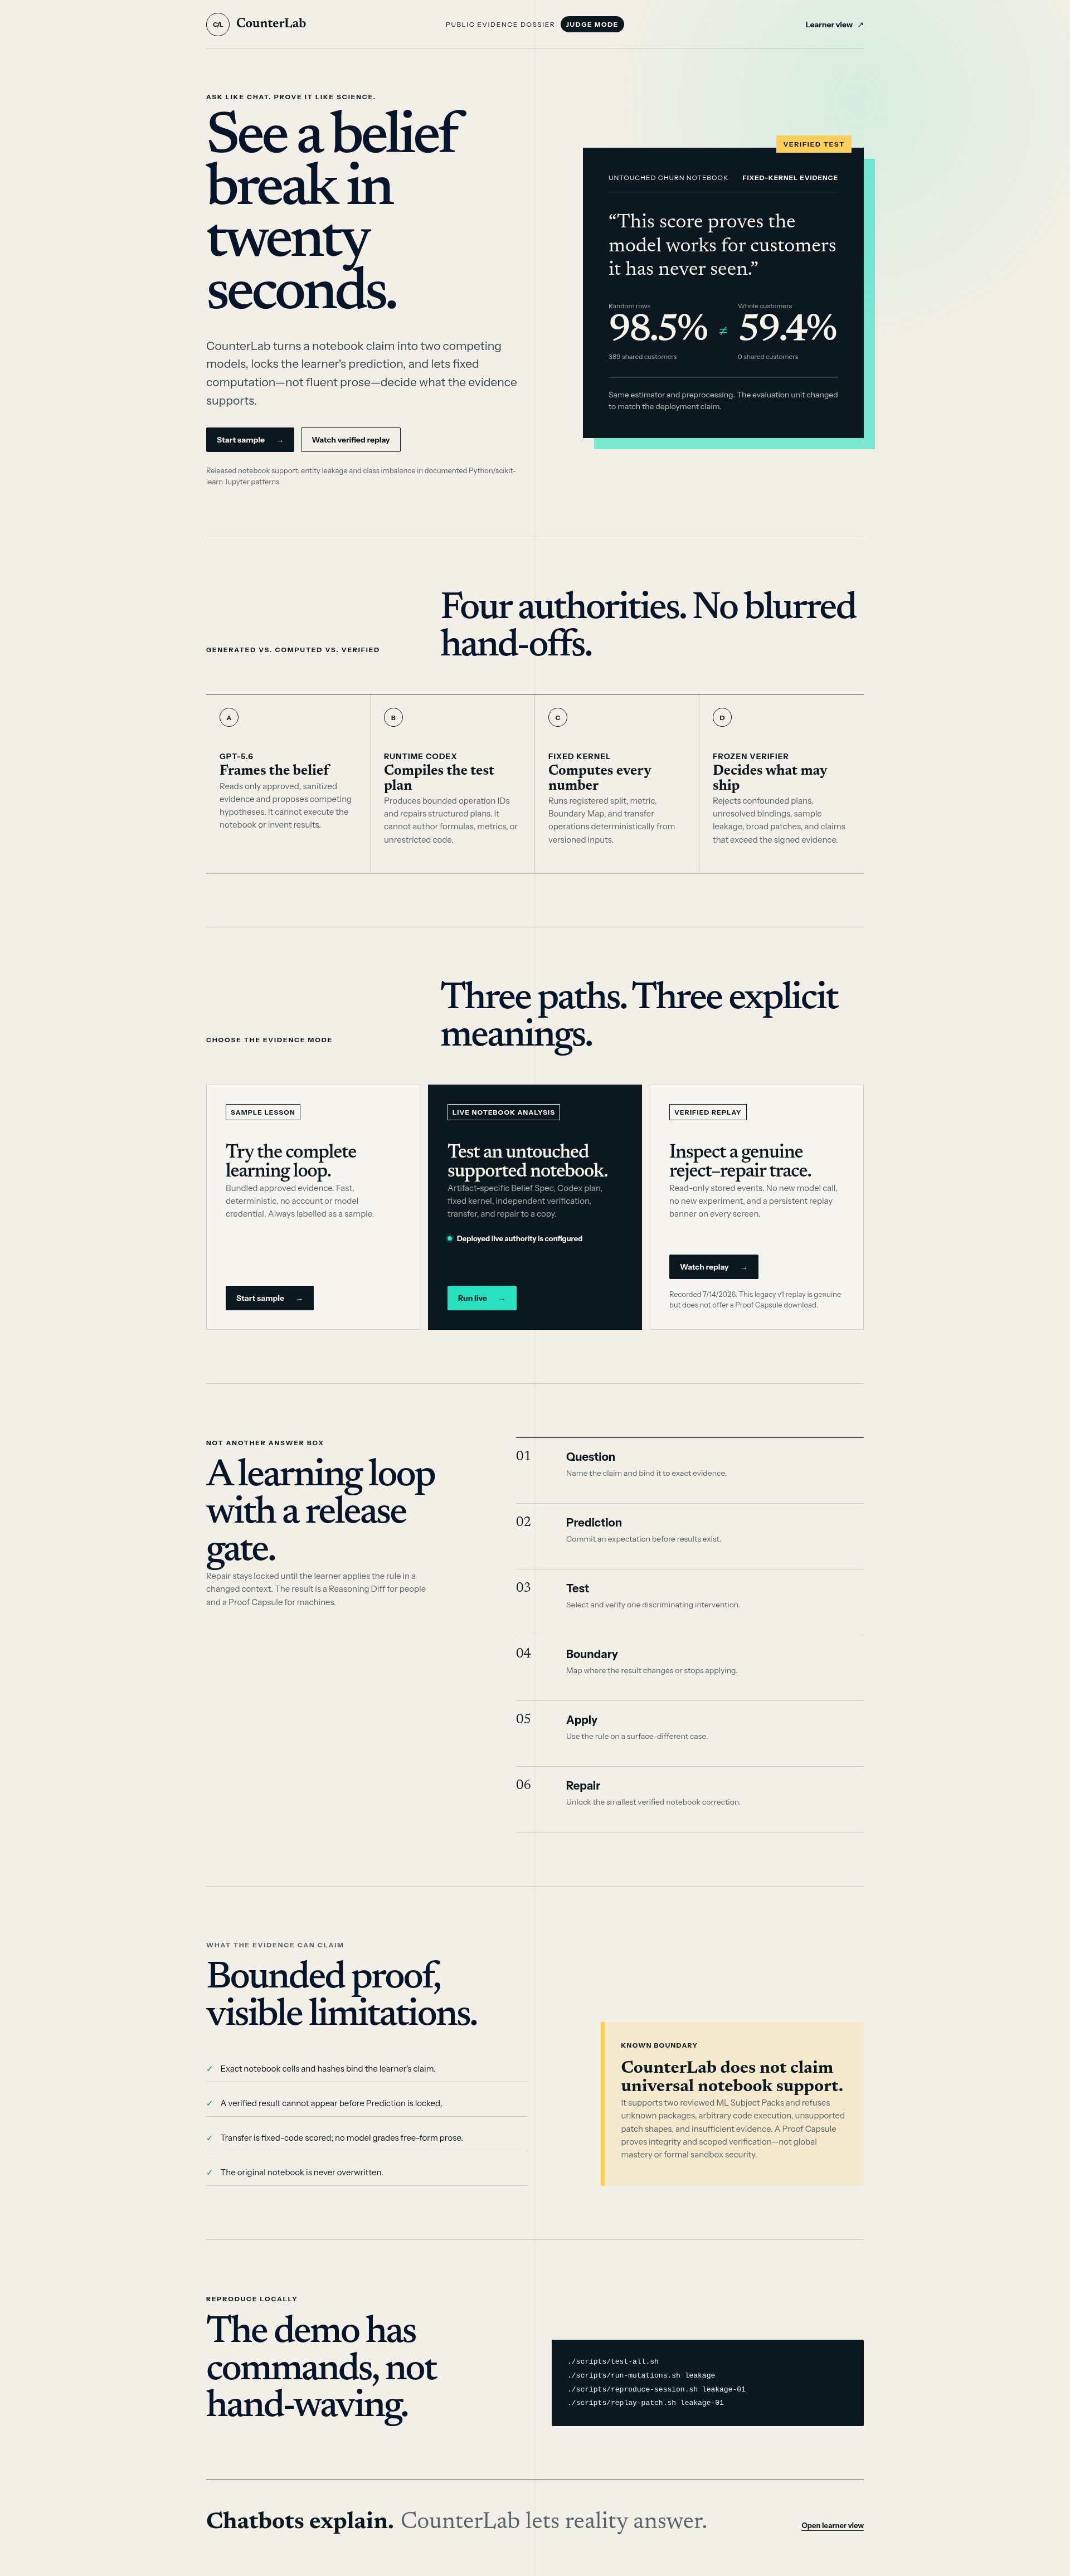 C/L CounterLab
PUBLIC EVIDENCE DOSSIER JUDGE MODE
Learner view ↗
ASK LIKE CHAT. PROVE IT LIKE SCIENCE.
See a belief
break in
twenty
seconds.
CounterLab turns a notebook claim into two competing
models, locks the learner's prediction, and lets fixed
computation—not fluent prose—decide what the evidence
supports.
Start sample →
Watch verified replay
Released notebook support: entity leakage and class imbalance in documented Python/scikit-
learn Jupyter patterns.
VERIFIED TEST
UNTOUCHED CHURN NOTEBOOK FIXED-KERNEL EVIDENCE
“This score proves the
model works for customers
it has never seen.”
Random rows
98.5%
389 shared customers
≠
Whole customers
59.4%
0 shared customers
Same estimator and preprocessing. The evaluation unit changed
to match the deployment claim.
GENERATED VS. COMPUTED VS. VERIFIED
Four authorities. No blurred
hand-offs.
A
GPT-5.6
Frames the belief
Reads only approved, sanitized
evidence and proposes competing
hypotheses. It cannot execute the
notebook or invent results.
B
RUNTIME CODEX
Compiles the test
plan
Produces bounded operation IDs
and repairs structured plans. It
cannot author formulas, metrics, or
unrestricted code.
C
FIXED KERNEL
Computes every
number
Runs registered split, metric,
Boundary Map, and transfer
operations deterministically from
versioned inputs.
D
FROZEN VERIFIER
Decides what may
ship
Rejects confounded plans,
unresolved bindings, sample
leakage, broad patches, and claims
that exceed the signed evidence.
CHOOSE THE EVIDENCE MODE
Three paths. Three explicit
meanings.
SAMPLE LESSON
Try the complete
learning loop.
Bundled approved evidence. Fast,
deterministic, no account or model
credential. Always labelled as a sample.
Start sample →
LIVE NOTEBOOK ANALYSIS
Test an untouched
supported notebook.
Artifact-specific Belief Spec, Codex plan,
fixed kernel, independent verification,
transfer, and repair to a copy.
Deployed live authority is configured
Run live →
VERIFIED REPLAY
Inspect a genuine
reject–repair trace.
Read-only stored events. No new model call,
no new experiment, and a persistent replay
banner on every screen.
Watch replay →
Recorded 7/14/2026. This legacy v1 replay is genuine
but does not offer a Proof Capsule download.
NOT ANOTHER ANSWER BOX
A learning loop
with a release
gate.
Repair stays locked until the learner applies the rule in a
changed context. The result is a Reasoning Diff for people
and a Proof Capsule for machines.
01 Question
Name the claim and bind it to exact evidence.
02 Prediction
Commit an expectation before results exist.
03 Test
Select and verify one discriminating intervention.
04 Boundary
Map where the result changes or stops applying.
05 Apply
Use the rule on a surface-different case.
06 Repair
Unlock the smallest verified notebook correction.
WHAT THE EVIDENCE CAN CLAIM
Bounded proof,
visible limitations.
✓ Exact notebook cells and hashes bind the learner's claim.
✓ A verified result cannot appear before Prediction is locked.
✓ Transfer is fixed-code scored; no model grades free-form prose.
✓ The original notebook is never overwritten.
KNOWN BOUNDARY
CounterLab does not claim
universal notebook support.
It supports two reviewed ML Subject Packs and refuses
unknown packages, arbitrary code execution, unsupported
patch shapes, and insufficient evidence. A Proof Capsule
proves integrity and scoped verification—not global
mastery or formal sandbox security.
REPRODUCE LOCALLY
The demo has
commands, not
hand-waving.
./scripts/test-all.sh
./scripts/run-mutations.sh leakage
./scripts/reproduce-session.sh leakage-01
./scripts/replay-patch.sh leakage-01
Chatbots explain. CounterLab lets reality answer.
Open learner view